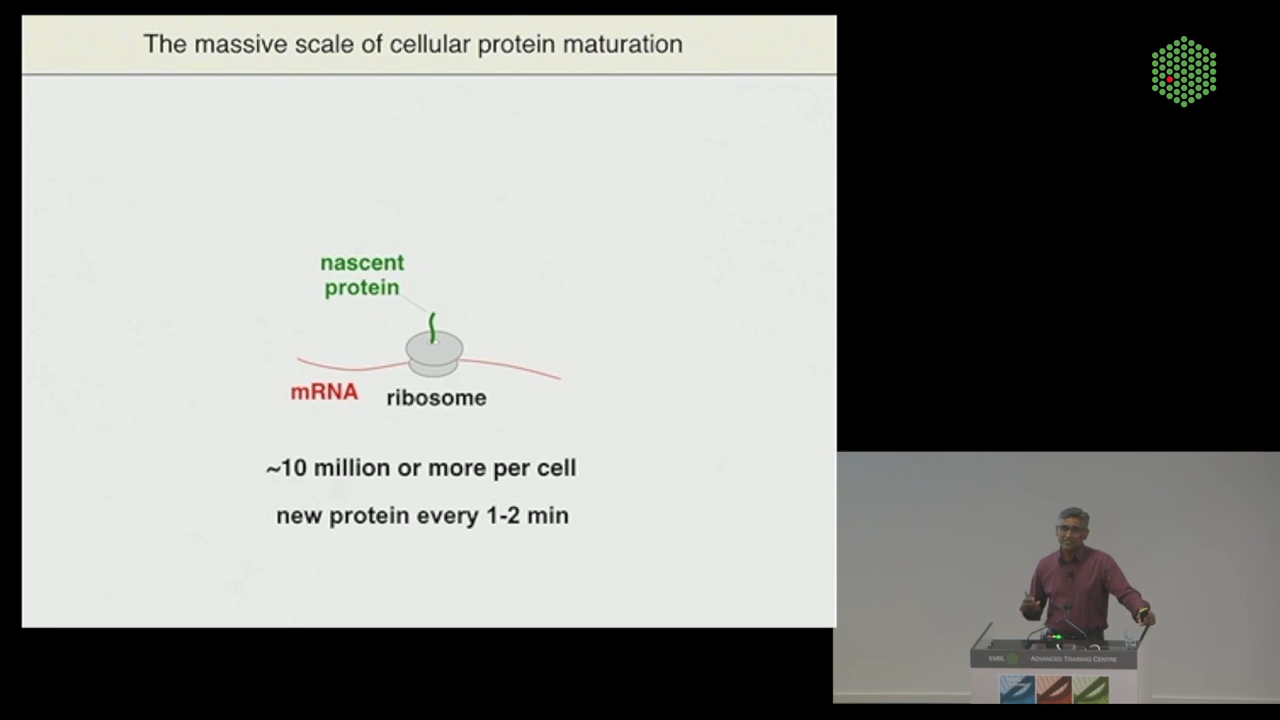 The massive scale of cellular protein maturation
nascent
protein
mRNA
ribosome
~10 million or more per cell
new protein every 1-2 min
EMBL
ADVANCED TRAINING CENTRE